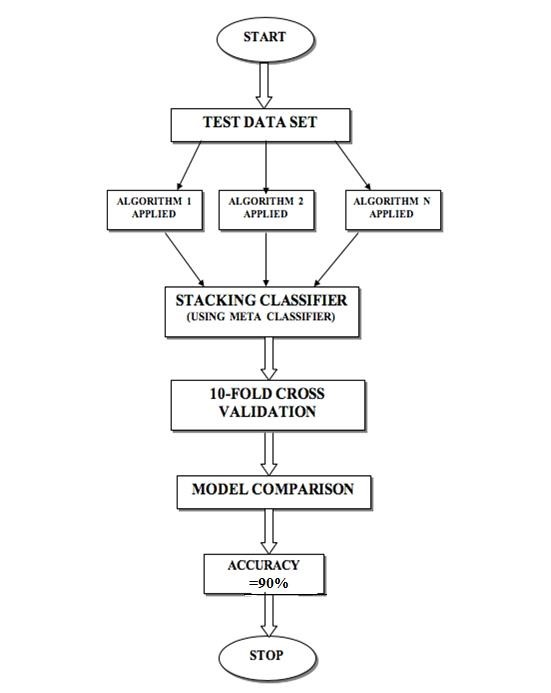 START
TEST DATA SET
ALGORITHM 1
APPLIED
ALGORITHM 2
APPLIED
ALGORITHM N
APPLIED
STACKING CLASSIFIER
(USING META CLASSIFIER)
10-FOLD CROSS
VALIDATION
MODEL COMPARISON
ACCURACY
=90%
STOP